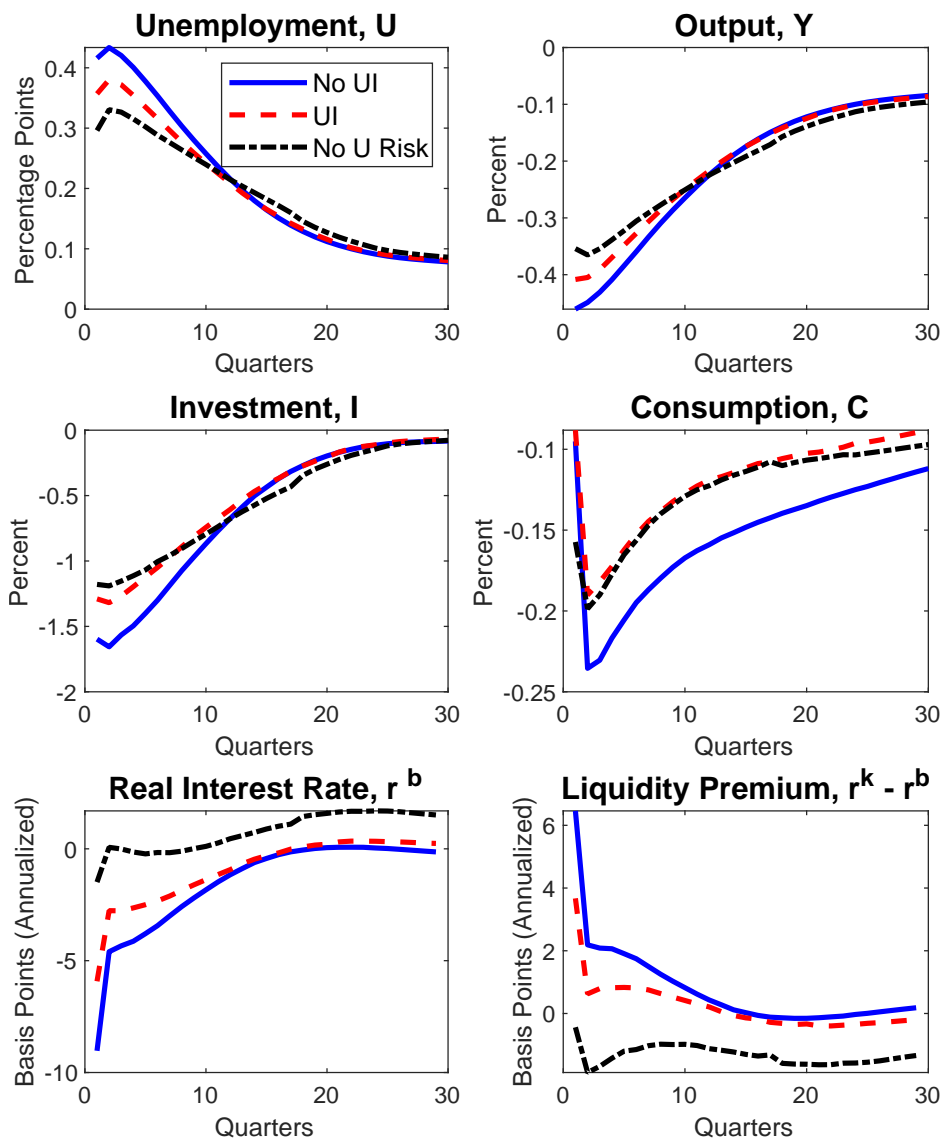 Unemployment, U
Percentage Points
0.4
0.3
0.2
0.1
0
0 10 20 30
Quarters
No UI
UI
No U Risk
Output, Y
Percent
0
-0.1
-0.2
-0.3
-0.4
0 10 20 30
Quarters
Investment, I
Percent
0
-0.5
-1
-1.5
-2
0 10 20 30
Quarters
Consumption, C
Percent
-0.1
-0.15
-0.2
-0.25
0 10 20 30
Quarters
Real Interest Rate, r b
Basis Points (Annualized)
0
-5
-10
0 10 20 30
Quarters
Liquidity Premium, rk - rb
Basis Points (Annualized)
6
4
2
0
0 10 20 30
Quarters